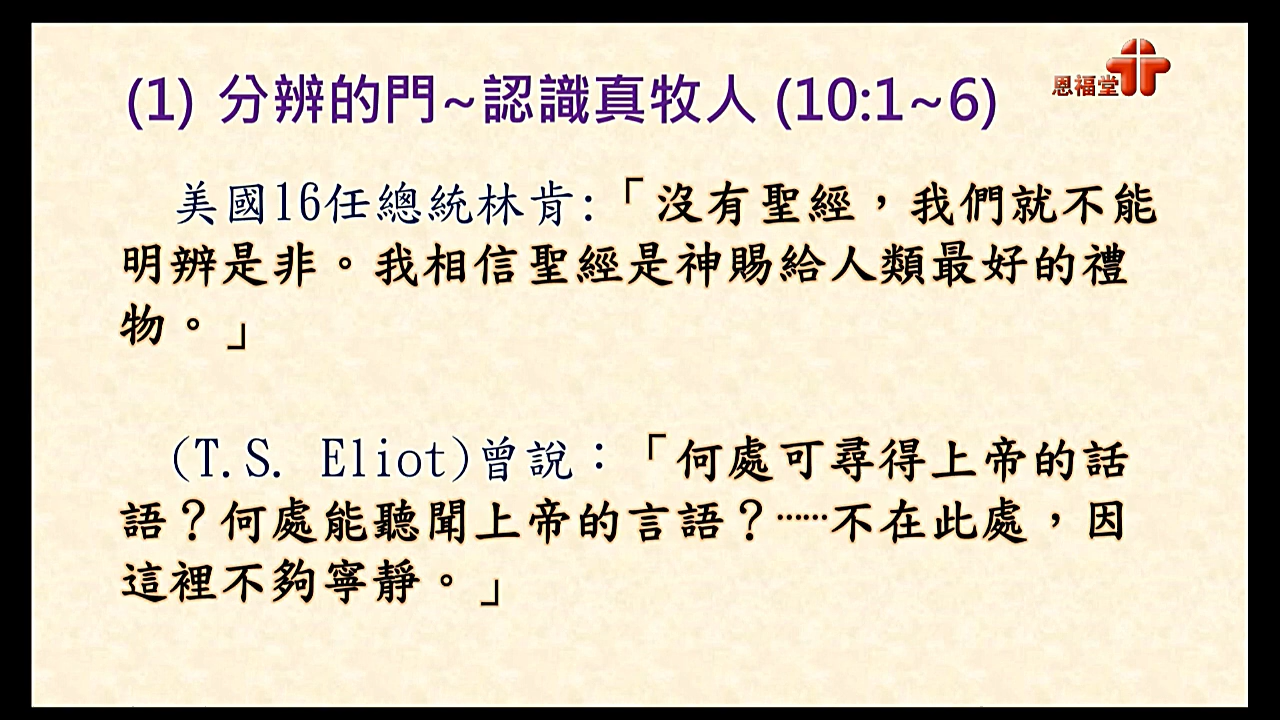 (1) 分辨的門~認識真牧人 (10:1~6)
恩福堂
美國16任總統林肯:「沒有聖經，我們就不能
明辨是非。我相信聖經是神賜給人類最好的禮
物。」
(T.S. Eliot)曾說：「何處可尋得上帝的話
語？何處能聽聞上帝的言語？……不在此處，因
這裡不夠寧靜。」